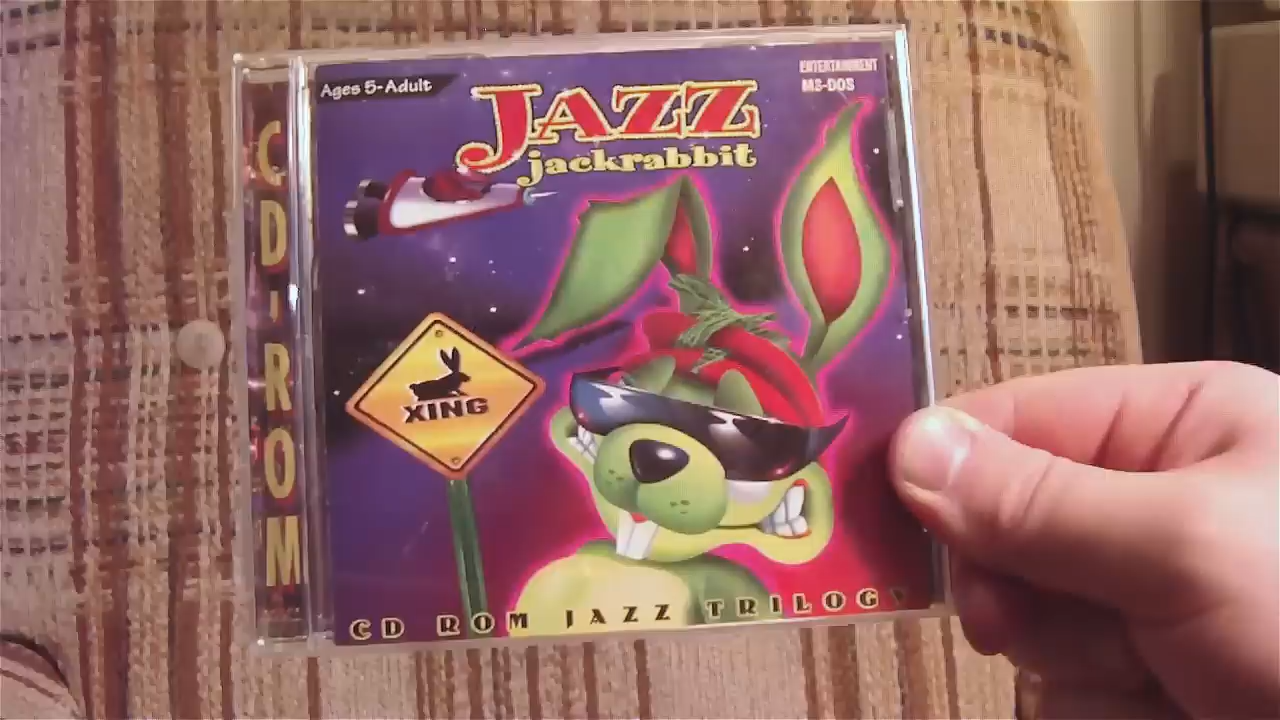 CD-ROM
Ages 5-Adult
JAZZ
jackrabbit
ENTERTAINMENT
MS-DOS
XING
CD ROM JAZZ TRILOGY